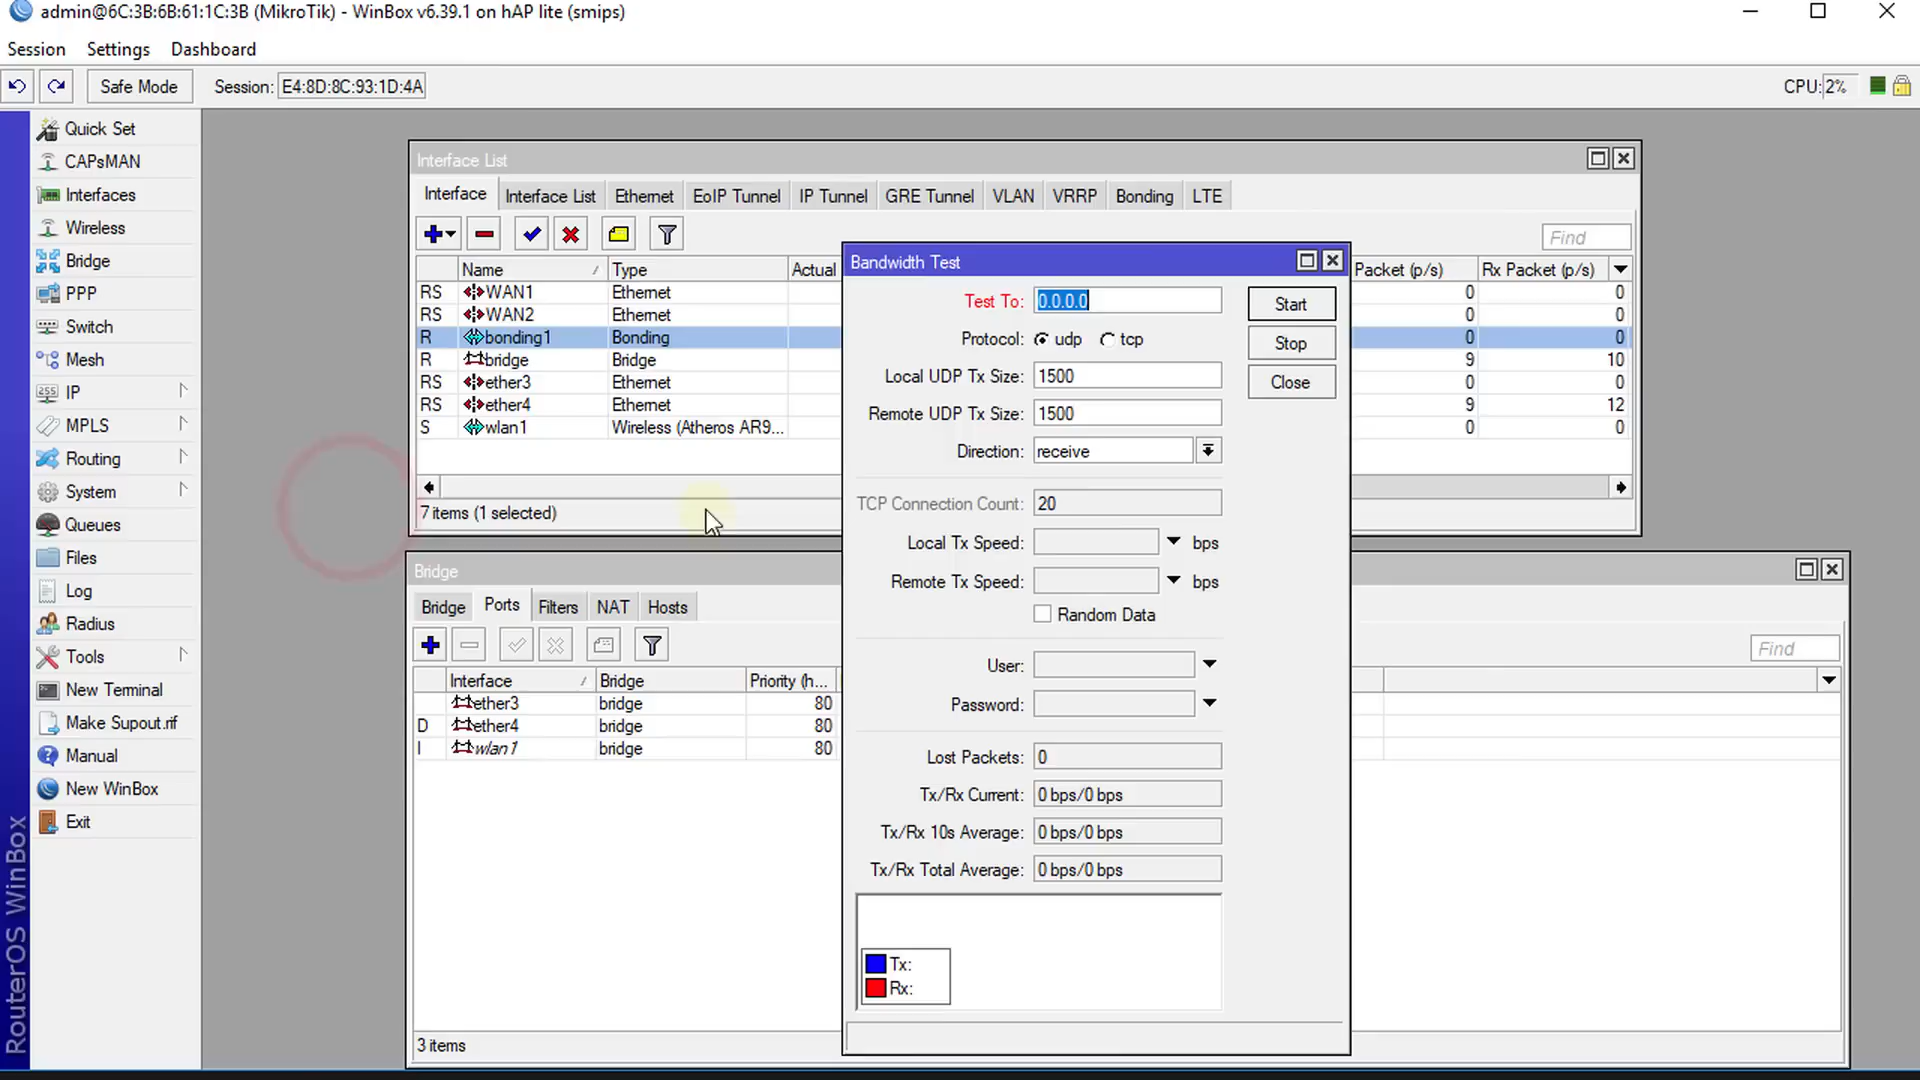 admin@6C:3B:6B:61:1C:3B (MikroTik) - WinBox v6.39.1 on hAP lite (smips)
Session Settings Dashboard
Safe Mode Session: E4:8D:8C:93:1D:4A CPU: 2%
Quick Set
CAPsMAN
Interfaces
Wireless
Bridge
PPP
Switch
Mesh
IP
MPLS
Routing
System
Queues
Files
Log
Radius
Tools
New Terminal
Make Supout.rif
Manual
New WinBox
Exit
RouterOS WinBox
Interface List
Interface Interface List Ethernet EoIP Tunnel IP Tunnel GRE Tunnel VLAN VRRP Bonding LTE
Find
Name Type Actual Packet (p/s) Rx Packet (p/s)
RS WAN1 Ethernet 0 0
RS WAN2 Ethernet 0 0
R bonding1 Bonding 0 0
R bridge Bridge 9 10
RS ether3 Ethernet 0 0
RS ether4 Ethernet 9 12
S wlan1 Wireless (Atheros AR9... 0 0
7 items (1 selected)
Bandwidth Test
Test To: 0.0.0.0 Start
Protocol: udp tcp Stop
Local UDP Tx Size: 1500 Close
Remote UDP Tx Size: 1500
Direction: receive
TCP Connection Count: 20
Local Tx Speed: bps
Remote Tx Speed: bps
Random Data
User:
Password:
Lost Packets: 0
Tx/Rx Current: 0 bps/0 bps
Tx/Rx 10s Average: 0 bps/0 bps
Tx/Rx Total Average: 0 bps/0 bps
Tx:
Rx:
Bridge
Bridge Ports Filters NAT Hosts
Find
Interface Bridge Priority (h...
ether3 bridge 80
D ether4 bridge 80
I wlan1 bridge 80
3 items